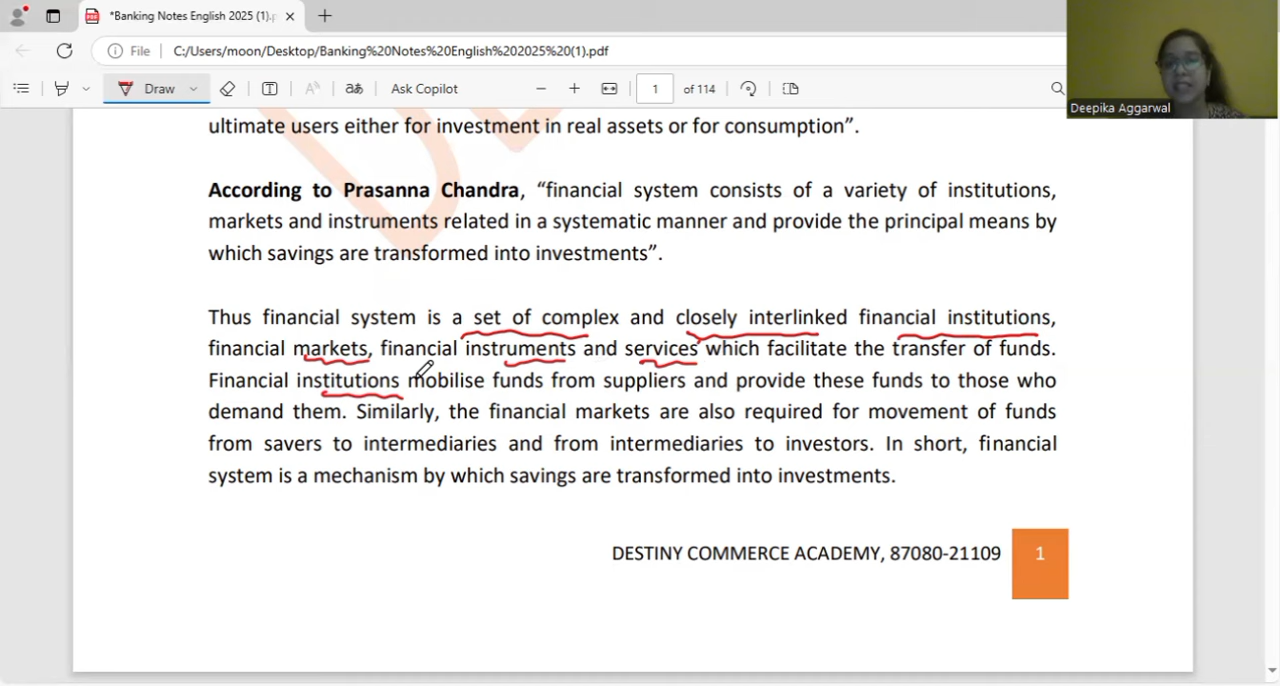 *Banking Notes English 2025 (1).p
File
C:/Users/moon/Desktop/Banking%20Notes%20English%202025%20(1).pdf
Draw
Ask Copilot
1 of 114
Deepika Aggarwal
ultimate users either for investment in real assets or for consumption”.
According to Prasanna Chandra, “financial system consists of a variety of institutions,
markets and instruments related in a systematic manner and provide the principal means by
which savings are transformed into investments”.
Thus financial system is a set of complex and closely interlinked financial institutions,
financial markets, financial instruments and services which facilitate the transfer of funds.
Financial institutions mobilise funds from suppliers and provide these funds to those who
demand them. Similarly, the financial markets are also required for movement of funds
from savers to intermediaries and from intermediaries to investors. In short, financial
system is a mechanism by which savings are transformed into investments.
DESTINY COMMERCE ACADEMY, 87080-21109
1